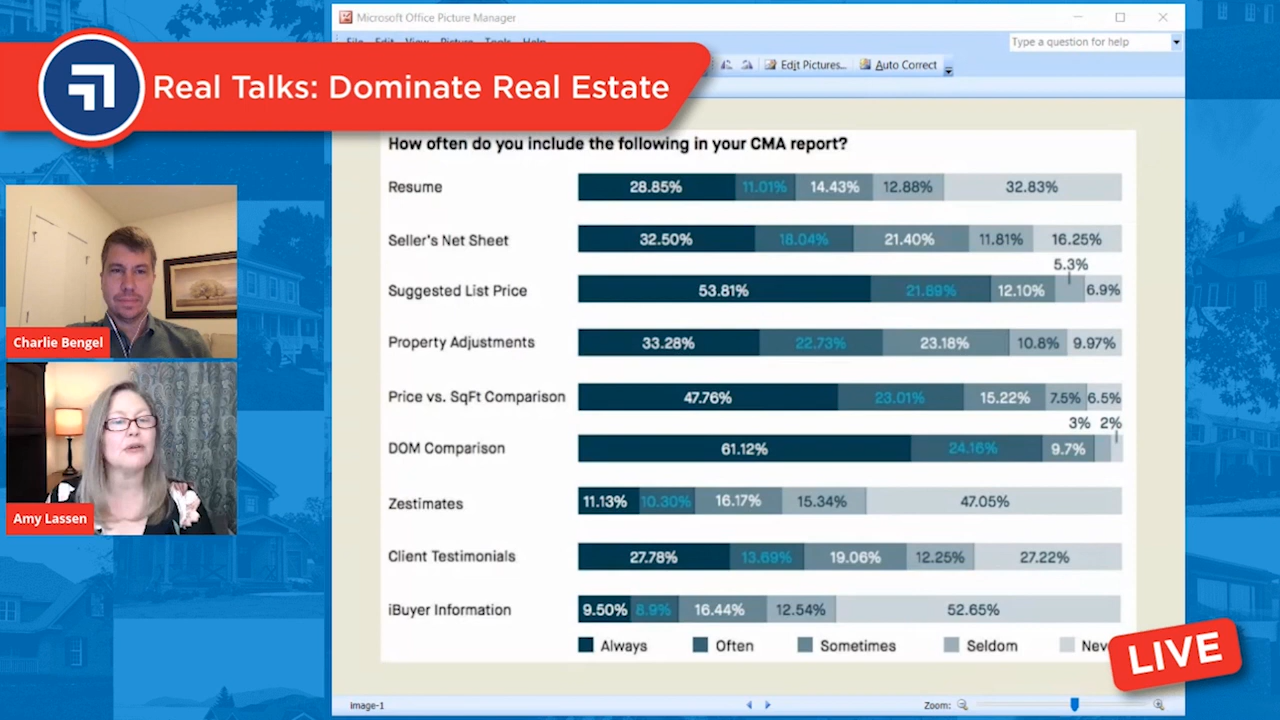 Microsoft Office Picture Manager
File Edit View Picture Tools Help
Type a question for help
Edit Pictures... Auto Correct
Real Talks: Dominate Real Estate
How often do you include the following in your CMA report?
Resume 28.85% 11.01% 14.43% 12.88% 32.83%
Seller's Net Sheet 32.50% 18.04% 21.40% 11.81% 16.25%
5.3%
Suggested List Price 53.81% 21.89% 12.10% 6.9%
Property Adjustments 33.28% 22.73% 23.18% 10.8% 9.97%
Price vs. SqFt Comparison 47.76% 23.01% 15.22% 7.5% 6.5%
3% 2%
DOM Comparison 61.12% 24.16% 9.7%
Zestimates 11.13% 10.30% 16.17% 15.34% 47.05%
Client Testimonials 27.78% 13.69% 19.06% 12.25% 27.22%
iBuyer Information 9.50% 8.9% 16.44% 12.54% 52.65%
Always Often Sometimes Seldom Nev
Charlie Bengel
Amy Lassen
LIVE
image-1
Zoom: